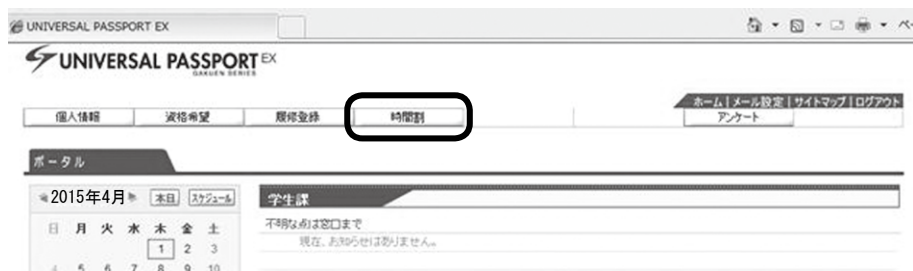 UNIVERSAL PASSPORT EX
UNIVERSAL PASSPORT EX
GAKUEN SERIES
ホーム | メール設定 | サイトマップ | ログアウト
個人情報 資格希望 履修登録 時間割 アンケート
ポータル
2015年4月 本日 スケジュール
学生課
不明な点は窓口まで
現在、お知らせはありません。
日 月 火 水 木 金 土
1 2 3
4 5 6 7 8 9 10